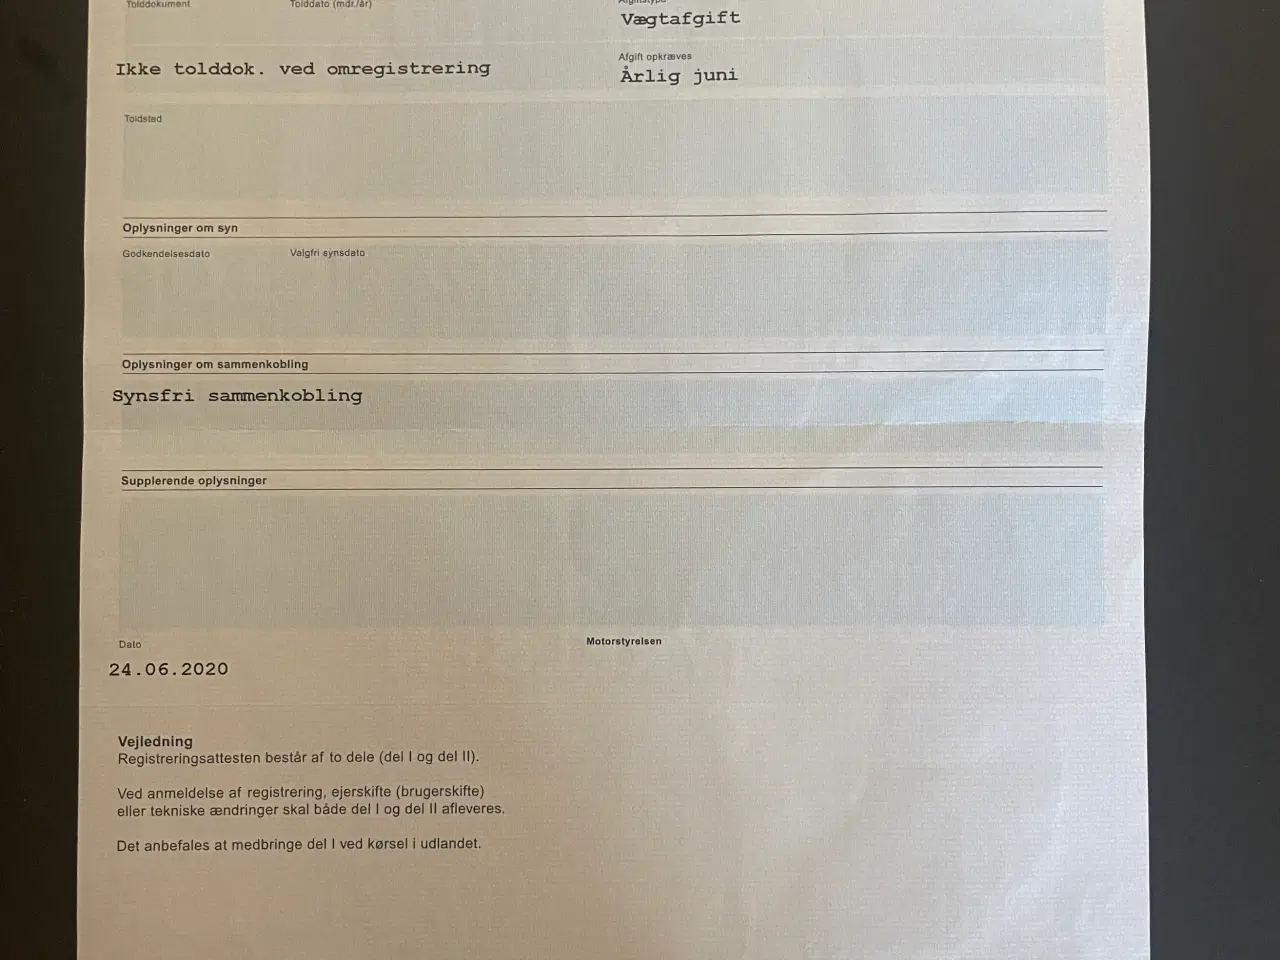 Tolddokument Tolddato (mdr./år) Afgiftstype
Vægtafgift
Ikke tolddok. ved omregistrering
Afgift opkræves
Årlig juni
Toldsted
Oplysninger om syn
Godkendelsesdato Valgfri synsdato
Oplysninger om sammenkobling
Synsfri sammenkobling
Supplerende oplysninger
Dato Motorstyrelsen
24.06.2020
Vejledning
Registreringsattesten består af to dele (del I og del II).
Ved anmeldelse af registrering, ejerskifte (brugerskifte)
eller tekniske ændringer skal både del I og del II afleveres.
Det anbefales at medbringe del I ved kørsel i udlandet.